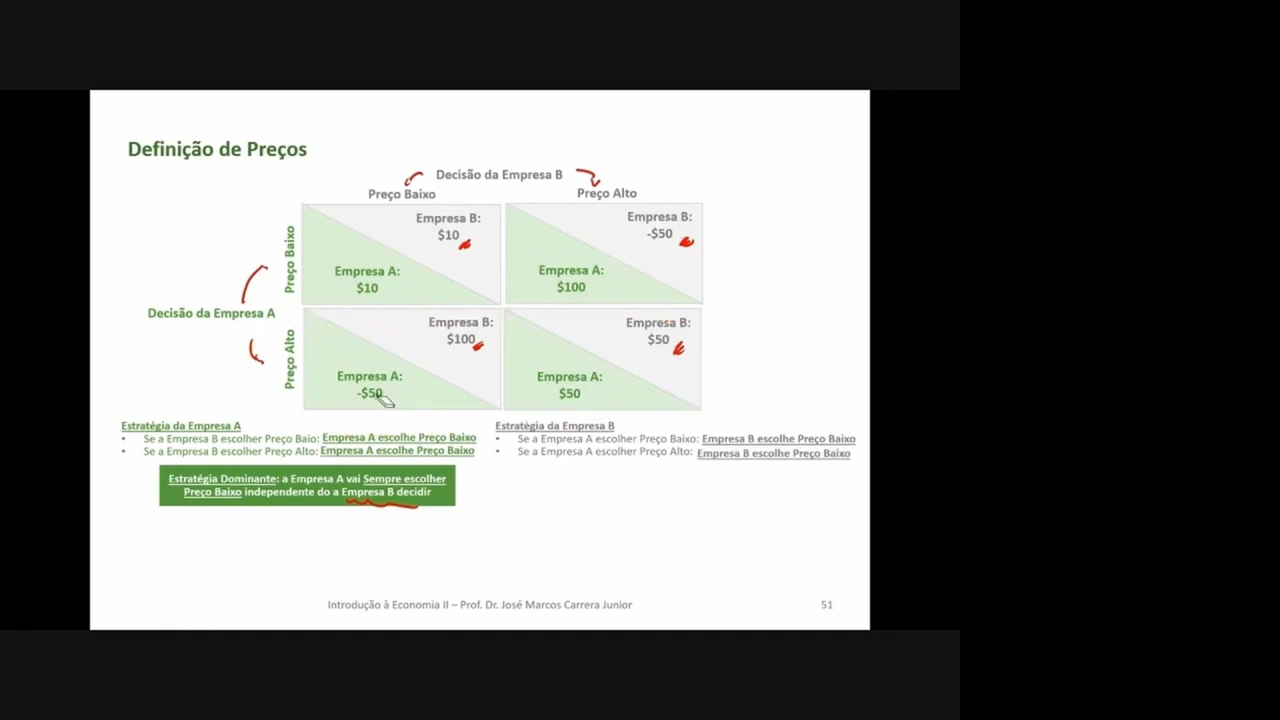 Definição de Preços
Decisão da Empresa B
Preço Baixo
Preço Alto
Preço Baixo
Empresa B:
$10
Empresa A:
$10
Empresa B:
-$50
Empresa A:
$100
Decisão da Empresa A
Preço Alto
Empresa B:
$100
Empresa A:
-$50
Empresa B:
$50
Empresa A:
$50
Estratégia da Empresa A
• Se a Empresa B escolher Preço Baio: Empresa A escolhe Preço Baixo
• Se a Empresa B escolher Preço Alto: Empresa A escolhe Preço Baixo
Estratégia Dominante: a Empresa A vai Sempre escolher
Preço Baixo independente do a Empresa B decidir
Estratégia da Empresa B
• Se a Empresa A escolher Preço Baixo: Empresa B escolhe Preço Baixo
• Se a Empresa A escolher Preço Alto: Empresa B escolhe Preço Baixo
Introdução à Economia II – Prof. Dr. José Marcos Carrera Junior
51